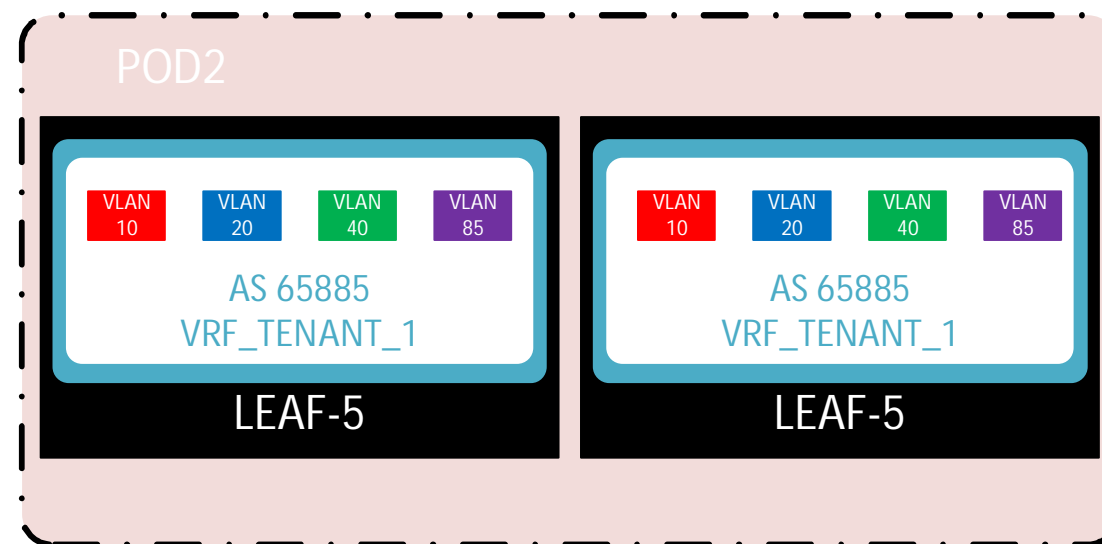 POD2
VLAN
10
VLAN
20
VLAN
40
VLAN
85
AS 65885
VRF_TENANT_1
LEAF-5
VLAN
10
VLAN
20
VLAN
40
VLAN
85
AS 65885
VRF_TENANT_1
LEAF-5